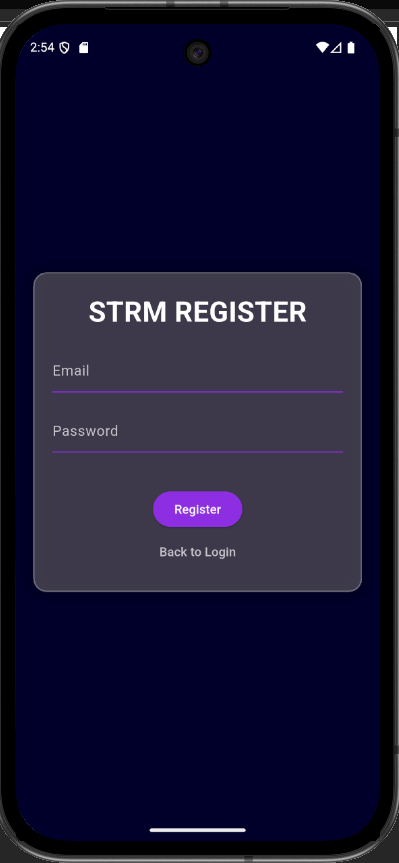 2:54
STRM REGISTER
Email
Password
Register
Back to Login